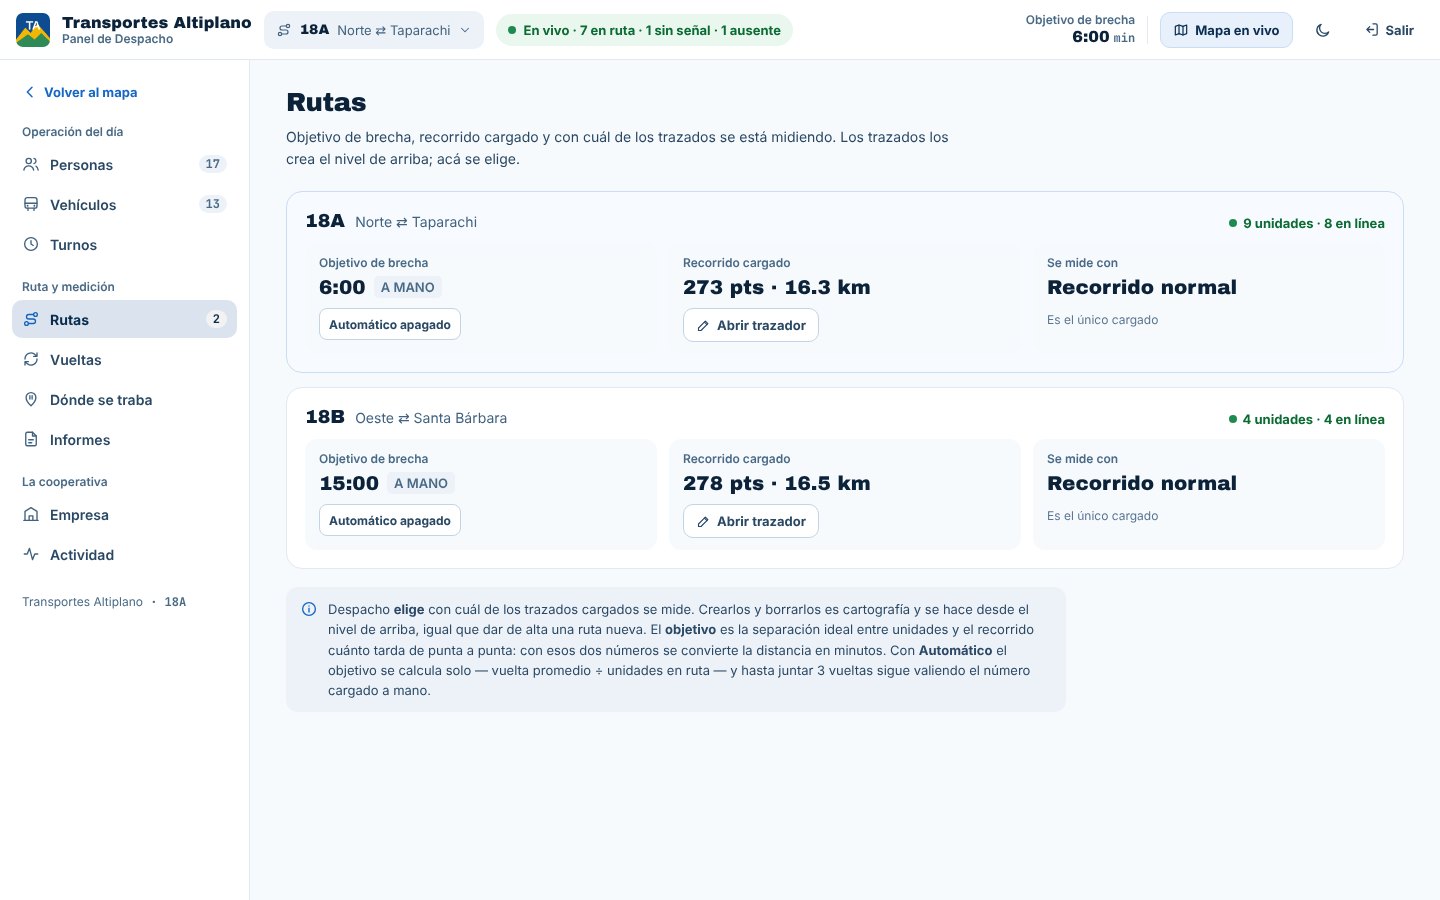 TA
Transportes Altiplano
Panel de Despacho
18A Norte ⇄ Taparachi
En vivo · 7 en ruta · 1 sin señal · 1 ausente
Objetivo de brecha
6:00 min
Mapa en vivo
Salir
Volver al mapa
Operación del día
Personas 17
Vehículos 13
Turnos
Ruta y medición
Rutas 2
Vueltas
Dónde se traba
Informes
La cooperativa
Empresa
Actividad
Transportes Altiplano · 18A
Rutas
Objetivo de brecha, recorrido cargado y con cuál de los trazados se está midiendo. Los trazados los
crea el nivel de arriba; acá se elige.
18A Norte ⇄ Taparachi
9 unidades · 8 en línea
Objetivo de brecha
6:00 A MANO
Automático apagado
Recorrido cargado
273 pts · 16.3 km
Abrir trazador
Se mide con
Recorrido normal
Es el único cargado
18B Oeste ⇄ Santa Bárbara
4 unidades · 4 en línea
Objetivo de brecha
15:00 A MANO
Automático apagado
Recorrido cargado
278 pts · 16.5 km
Abrir trazador
Se mide con
Recorrido normal
Es el único cargado
Despacho elige con cuál de los trazados cargados se mide. Crearlos y borrarlos es cartografía y se hace desde el
nivel de arriba, igual que dar de alta una ruta nueva. El objetivo es la separación ideal entre unidades y el recorrido
cuánto tarda de punta a punta: con esos dos números se convierte la distancia en minutos. Con Automático el
objetivo se calcula solo — vuelta promedio ÷ unidades en ruta — y hasta juntar 3 vueltas sigue valiendo el número
cargado a mano.